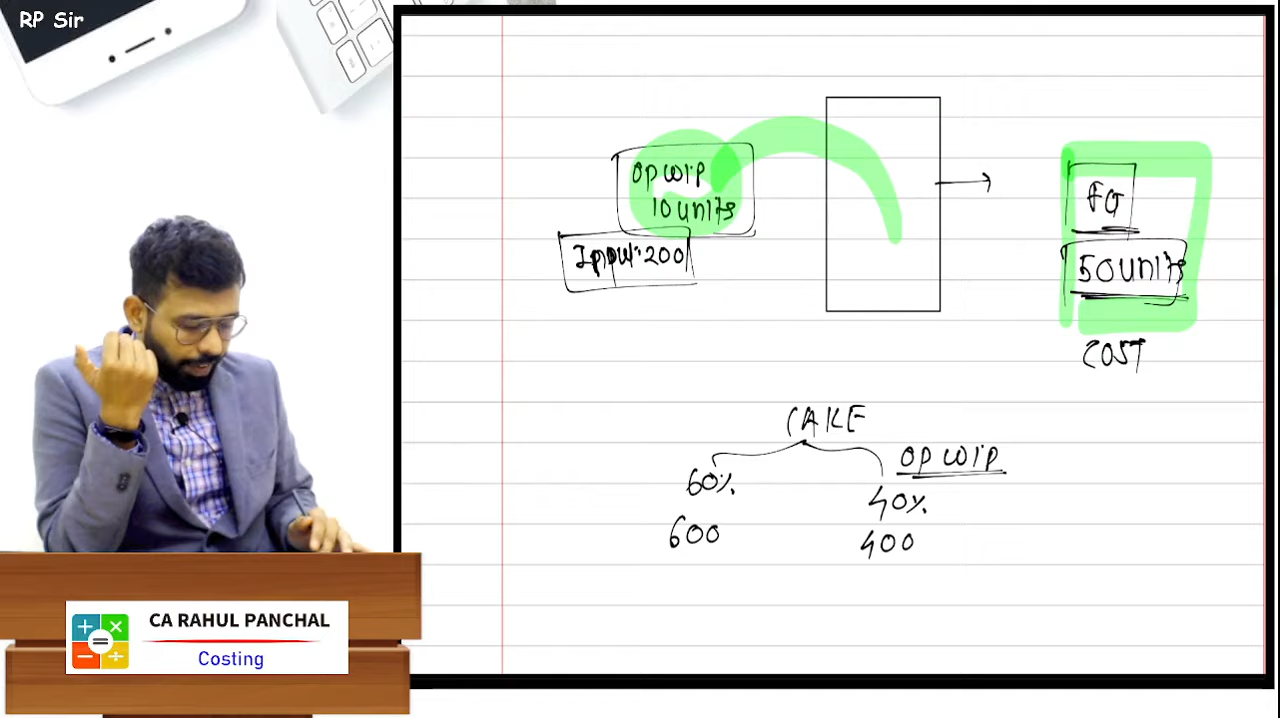 RP Sir
OP WIP
10 units
Input: 200
FG
50 units
COST
CAKE
OP WIP
60%
40%
600
400
CA RAHUL PANCHAL
Costing